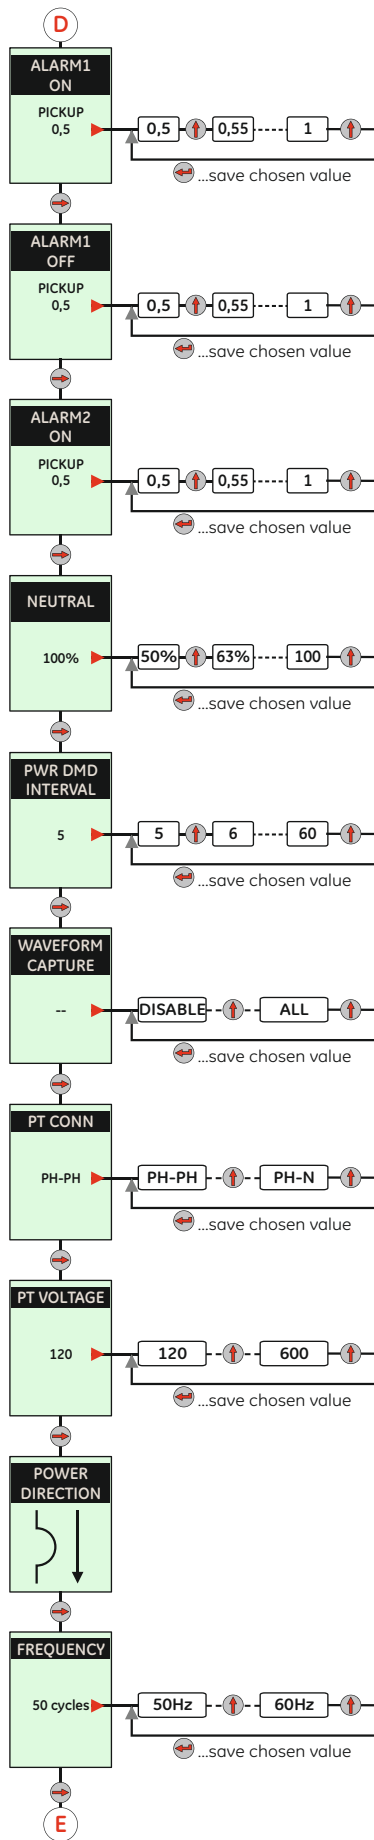 D
ALARM1
ON
PICKUP
0,5
0,5 0,55 1
...save chosen value
ALARM1
OFF
PICKUP
0,5
0,5 0,55 1
...save chosen value
ALARM2
ON
PICKUP
0,5
0,5 0,55 1
...save chosen value
NEUTRAL
100%
50% 63% 100
...save chosen value
PWR DMD
INTERVAL
5
5 6 60
...save chosen value
WAVEFORM
CAPTURE
--
DISABLE ALL
...save chosen value
PT CONN
PH-PH
PH-PH PH-N
...save chosen value
PT VOLTAGE
120
120 600
...save chosen value
POWER
DIRECTION
FREQUENCY
50 cycles
50Hz 60Hz
...save chosen value
E